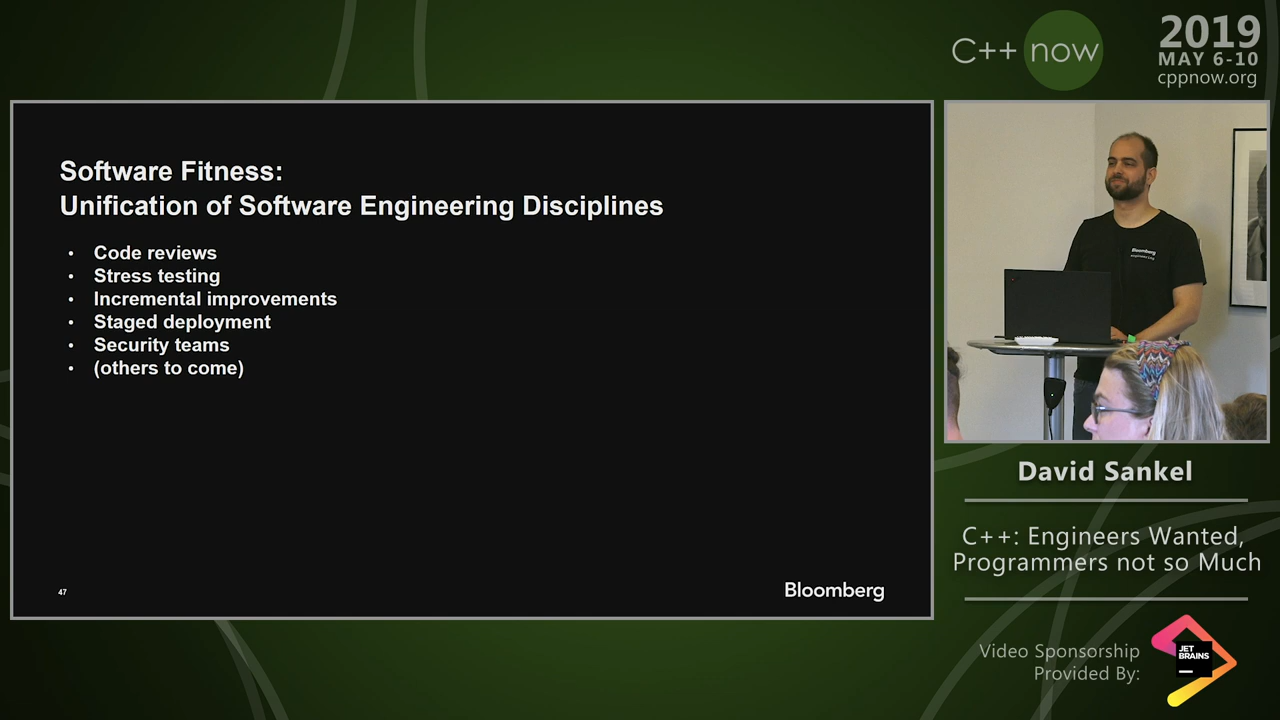 C++ now
2019
MAY 6-10
cppnow.org
Software Fitness:
Unification of Software Engineering Disciplines
• Code reviews
• Stress testing
• Incremental improvements
• Staged deployment
• Security teams
• (others to come)
47
Bloomberg
Bloomberg
David Sankel
C++: Engineers Wanted,
Programmers not so Much
Video Sponsorship
Provided By:
JET
BRAINS